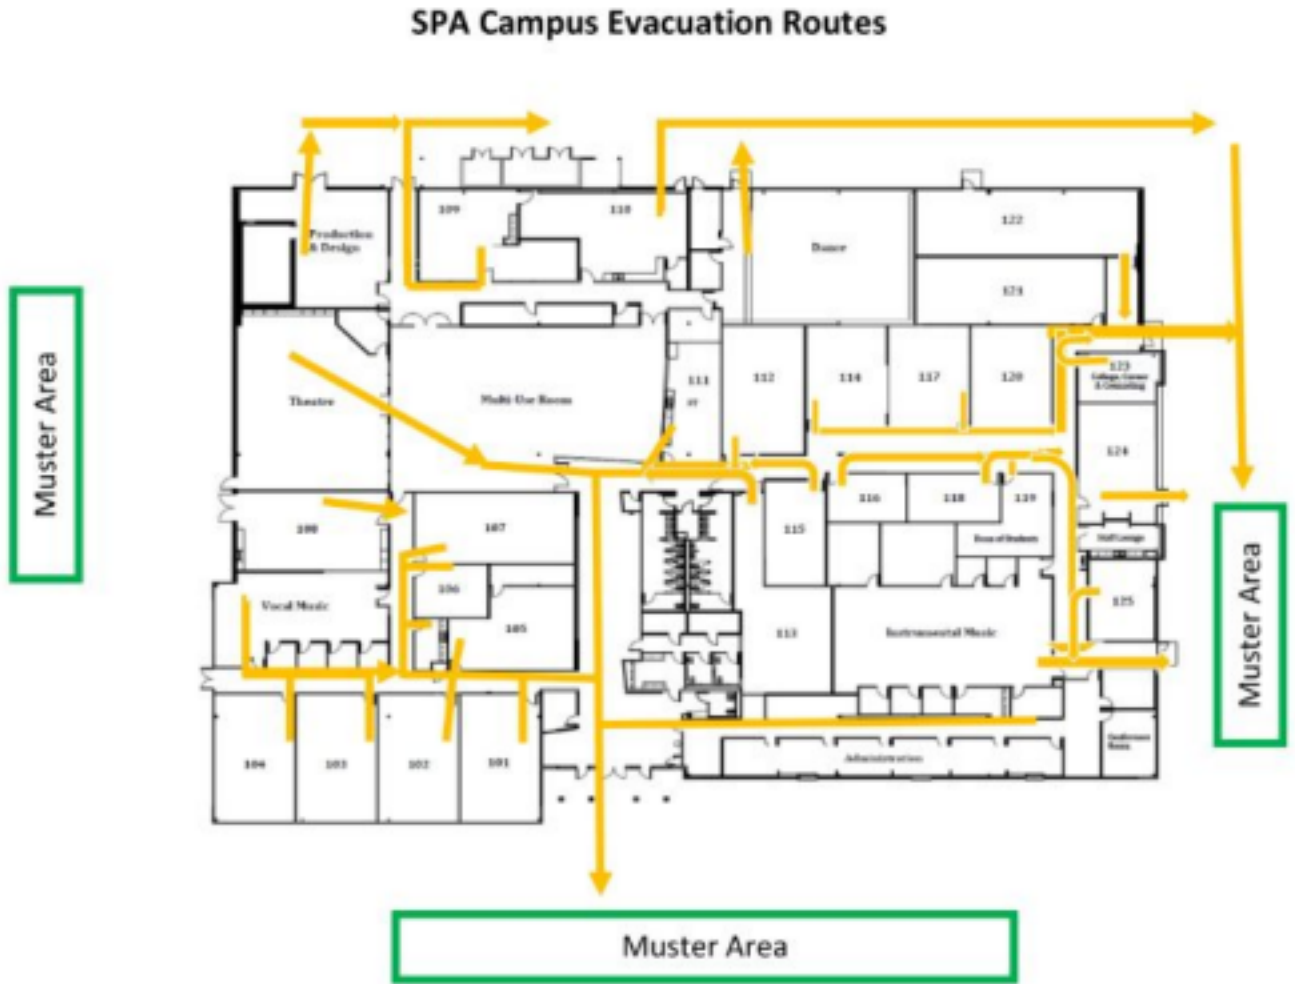 SPA Campus Evacuation Routes
109
110
122
Production
& Design
Dance
121
Muster Area
Theatre
Multi-Use Room
111
112
114
117
120
123
College, Career
& Counseling
124
108
107
116
118
119
115
Dean of Students
Staff Lounge
106
Vocal Music
105
125
113
Instrumental Music
Muster Area
104
103
102
101
Administration
Conference
Room
Muster Area